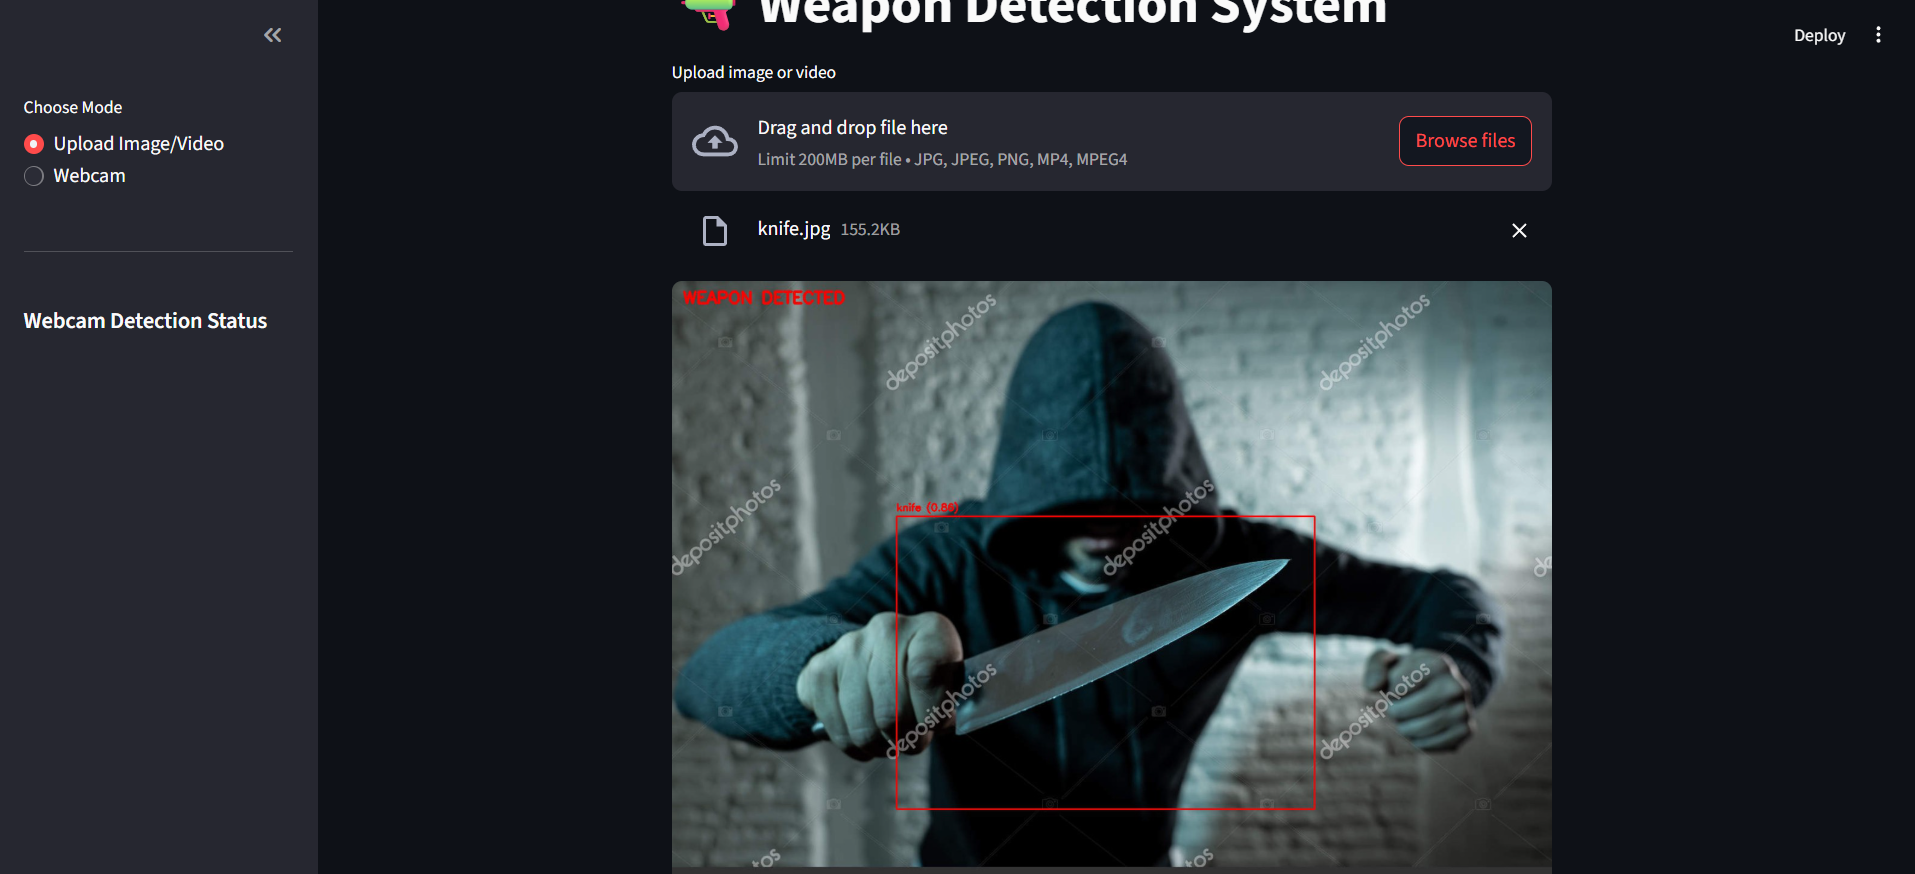 Weapon Detection System
Deploy
Choose Mode
Upload Image/Video
Webcam
Webcam Detection Status
Upload image or video
Drag and drop file here
Limit 200MB per file • JPG, JPEG, PNG, MP4, MPEG4
Browse files
knife.jpg 155.2KB
WEAPON DETECTED
depositphotos
depositphotos
knife (0.86)
depositphotos
depositphotos
de
depositphotos
depositphotos
os
os